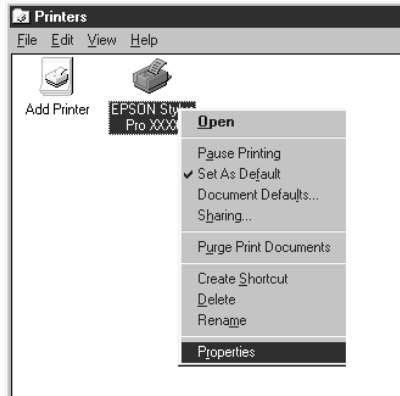 Printers
File Edit View Help
Add Printer
EPSON Sty
Pro XXXX
Open
Pause Printing
Set As Default
Document Defaults...
Sharing...
Purge Print Documents
Create Shortcut
Delete
Rename
Properties